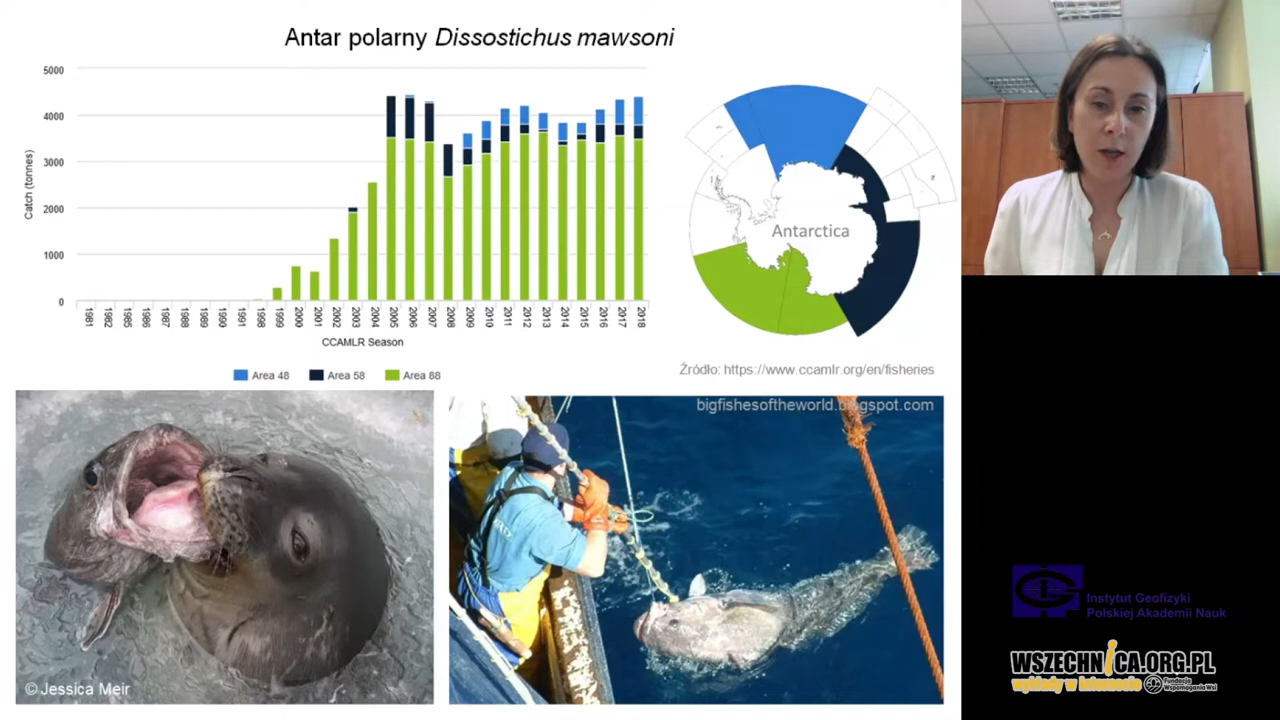 Antar polarny Dissostichus mawsoni
Catch (tonnes)
5000
4000
3000
2000
1000
0
1981 1982 1985 1986 1987 1988 1989 1990 1991 1998 1999 2000 2001 2002 2003 2004 2005 2006 2007 2008 2009 2010 2011 2012 2013 2014 2015 2016 2017 2018
CCAMLR Season
Area 48 Area 58 Area 88
Antarctica
Źródło: https://www.ccamlr.org/en/fisheries
© Jessica Meir
bigfishesoftheworld.blogspot.com
Instytut Geofizyki
Polskiej Akademii Nauk
WSZECHNICA.ORG.PL
wykłady w internecie
Fundacja
Wspomagania Wsi